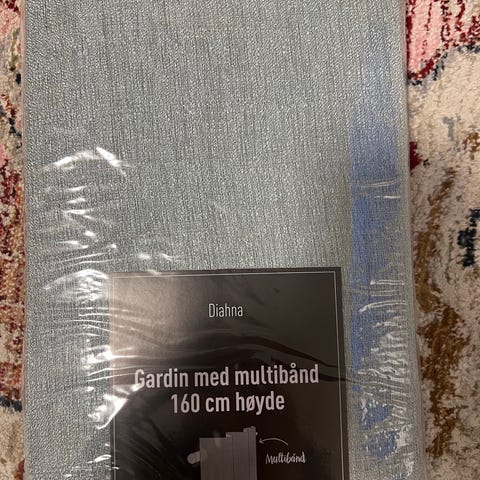 Diahna
Gardin med multibånd
160 cm høyde
Multibånd